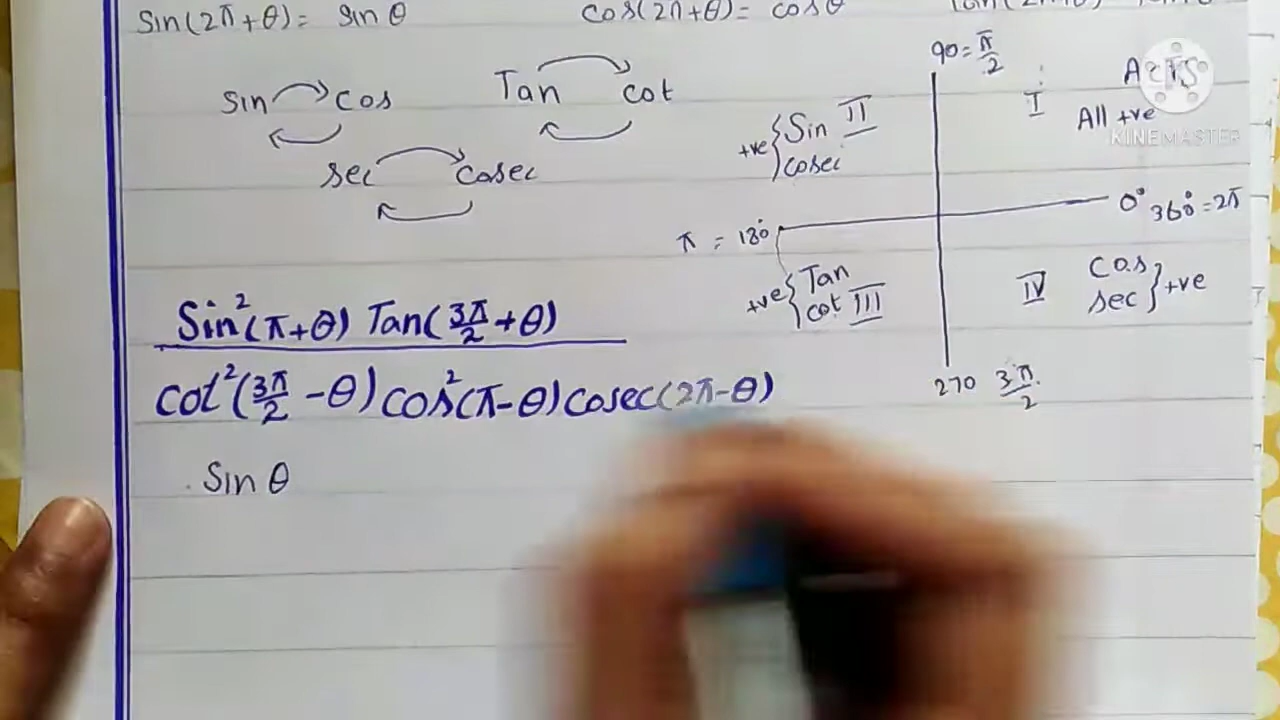 Sin(2π+θ) = Sin θ cos(2π+θ) = cosθ
90 = π/2
Sin cos Tan cot
ACTS
I All +ve
KINEMASTER
+ve { Sin II
cosec
sec cosec
0° 360° = 2π
π = 180°
+ve { Tan
cot III
IV Cos
sec } +ve
Sin²(π+θ) Tan(3π/2+θ)
cot²(3π/2-θ) cos²(π-θ) cosec(2π-θ)
270 3π/2
Sin θ